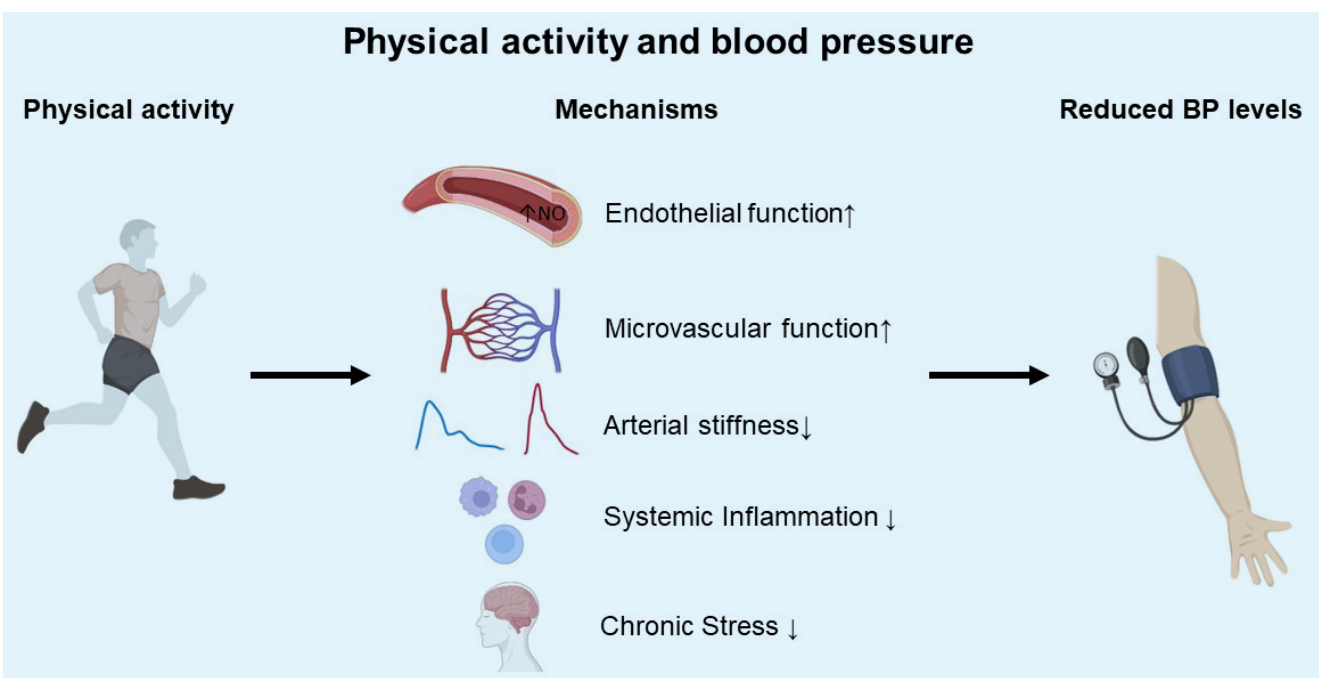 Physical activity and blood pressure
Physical activity
Mechanisms
Reduced BP levels
↑NO
Endothelial function↑
Microvascular function↑
Arterial stiffness↓
Systemic Inflammation ↓
Chronic Stress ↓